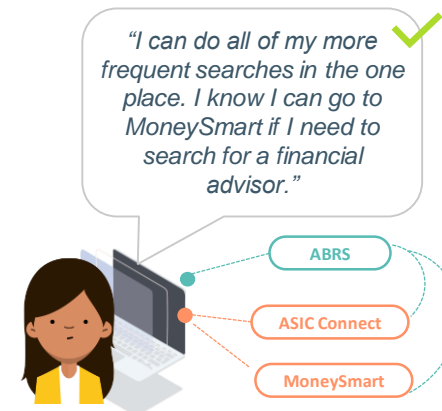 “I can do all of my more
frequent searches in the one
place. I know I can go to
MoneySmart if I need to
search for a financial
advisor.”
ABRS
ASIC Connect
MoneySmart